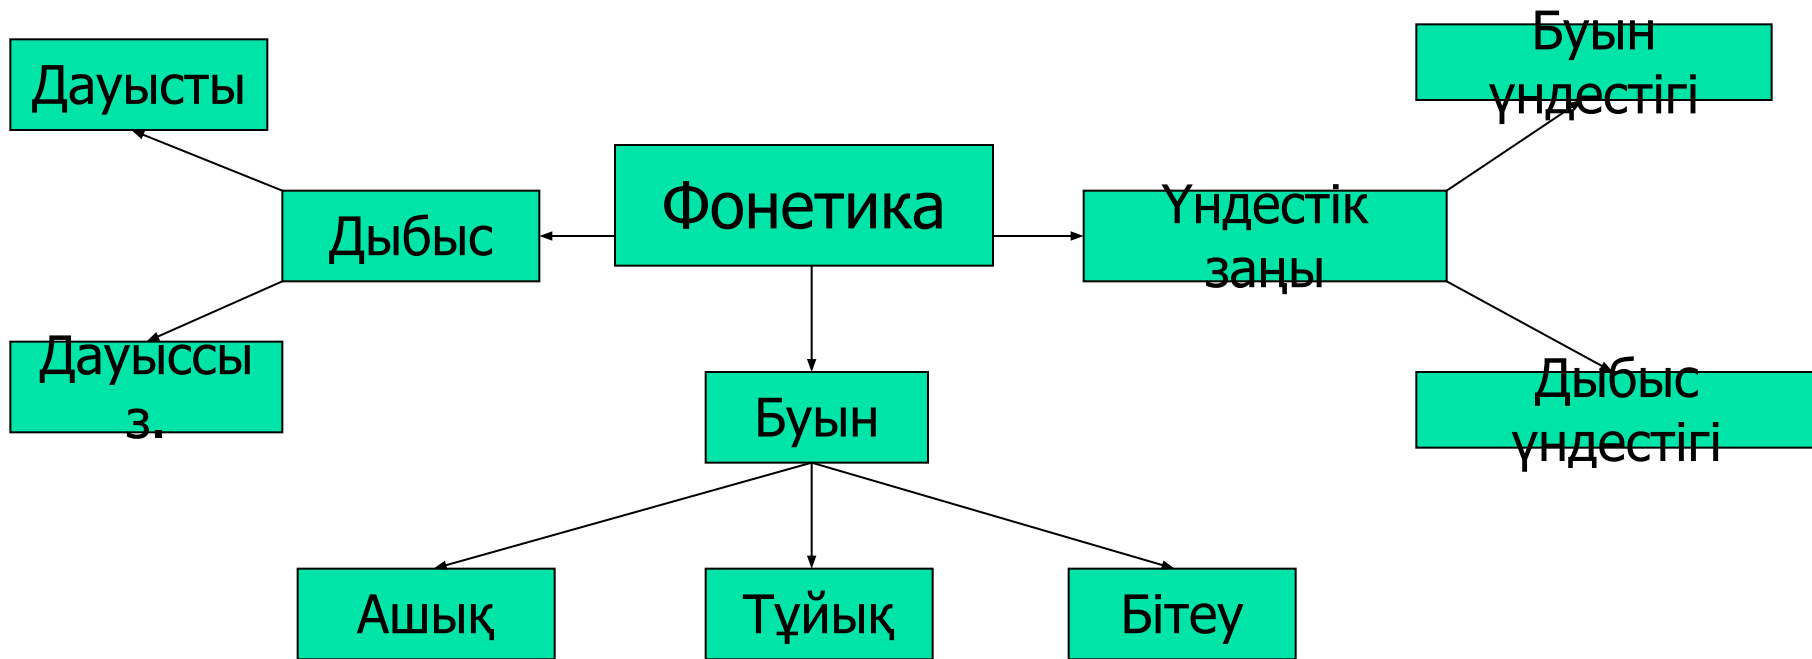 Дауысты
Буын
үндестігі
Фонетика
Дыбыс
Үндестік
заңы
Дауыссы
з.
Буын
Дыбыс
үндестігі
Ашық
Тұйық
Бітеу